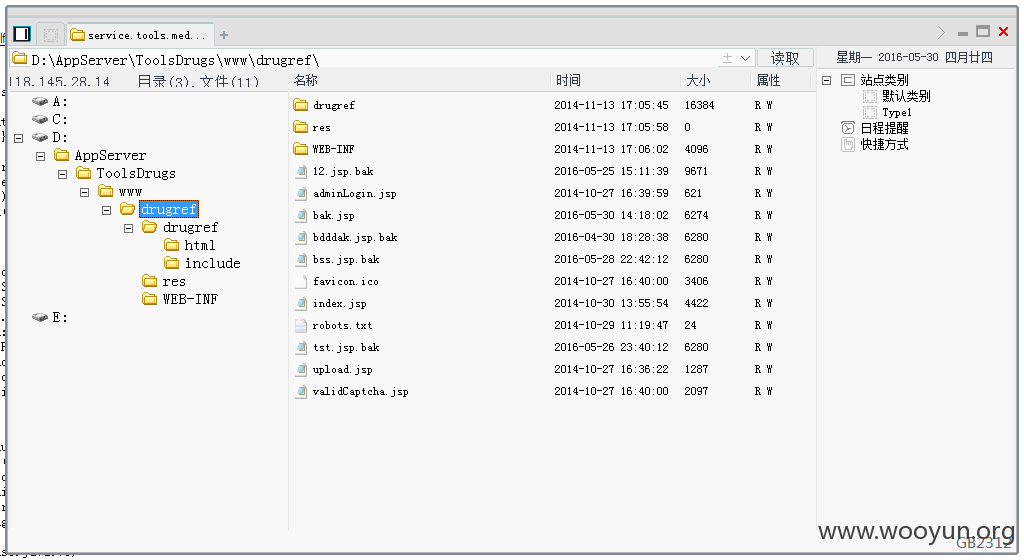 service.tools.med...
D:\AppServer\ToolsDrugs\www\drugref\
读取
星期一 2016-05-30 四月廿四
118.145.28.14 目录(3),文件(11)
名称 时间 大小 属性
A:
C:
D:
AppServer
ToolsDrugs
www
drugref
drugref
html
include
res
WEB-INF
E:
drugref 2014-11-13 17:05:45 16384 R W
res 2014-11-13 17:05:58 0 R W
WEB-INF 2014-11-13 17:06:02 4096 R W
12.jsp.bak 2016-05-25 15:11:39 9671 R W
adminLogin.jsp 2014-10-27 16:39:59 621 R W
bak.jsp 2016-05-30 14:18:02 6274 R W
bdddak.jsp.bak 2016-04-30 18:28:38 6280 R W
bss.jsp.bak 2016-05-28 22:42:12 6280 R W
favicon.ico 2014-10-27 16:40:00 3406 R W
index.jsp 2014-10-30 13:55:54 4422 R W
robots.txt 2014-10-29 11:19:47 24 R W
tst.jsp.bak 2016-05-26 23:40:12 6280 R W
upload.jsp 2014-10-27 16:36:22 1287 R W
validCaptcha.jsp 2014-10-27 16:40:00 2097 R W
站点类别
默认类别
Type1
日程提醒
快捷方式
www.wooyun.org
GB2312